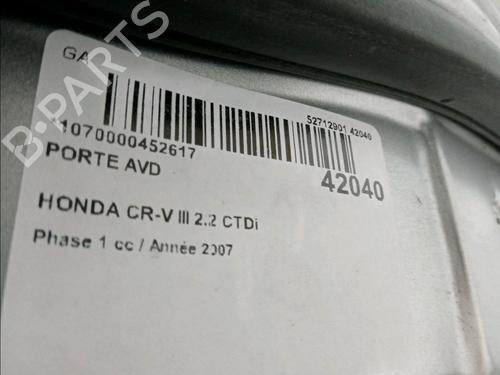 GA
52712901 42040
1070000452617
PORTE AVD
42040
HONDA CR-V III 2.2 CTDi
Phase 1 cc / Année 2007
B-PARTS